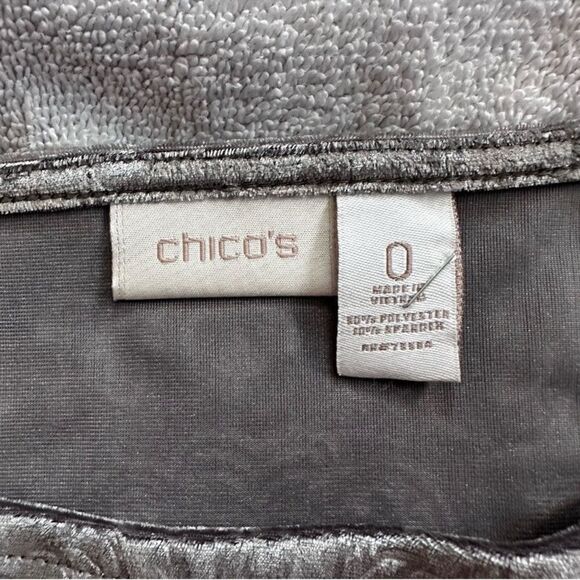 chico's
0
MADE IN
VIETNAM
90% POLYESTER
10% SPANDEX